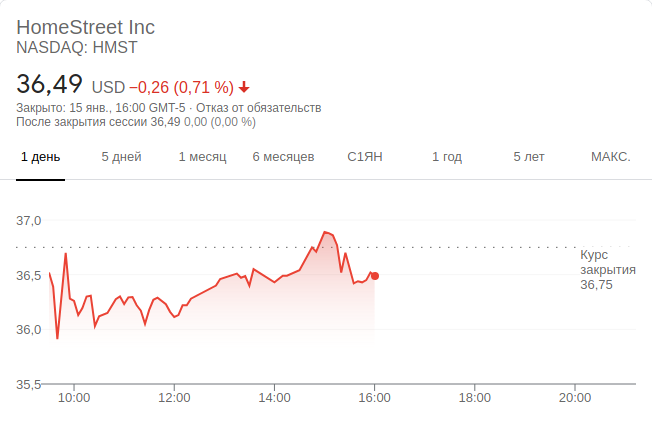 HomeStreet Inc
NASDAQ: HMST
36,49 USD −0,26 (0,71 %)
Закрыто: 15 янв., 16:00 GMT-5 · Отказ от обязательств
После закрытия сессии 36,49 0,00 (0,00 %)
1 день 5 дней 1 месяц 6 месяцев С1ЯН 1 год 5 лет МАКС.
37,0
Курс
закрытия
36,75
36,5
36,0
35,5
10:00 12:00 14:00 16:00 18:00 20:00